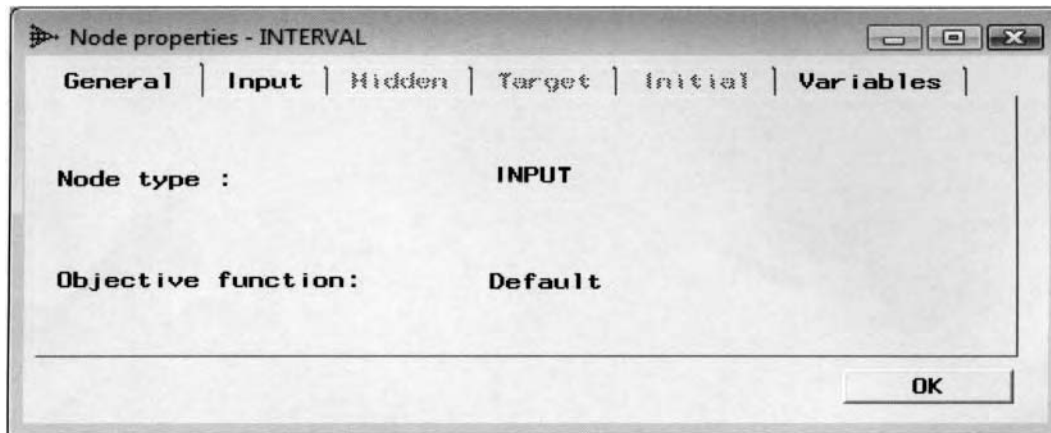 Node properties - INTERVAL
General Input Hidden Target Initial Variables
Node type : INPUT
Objective function: Default
OK